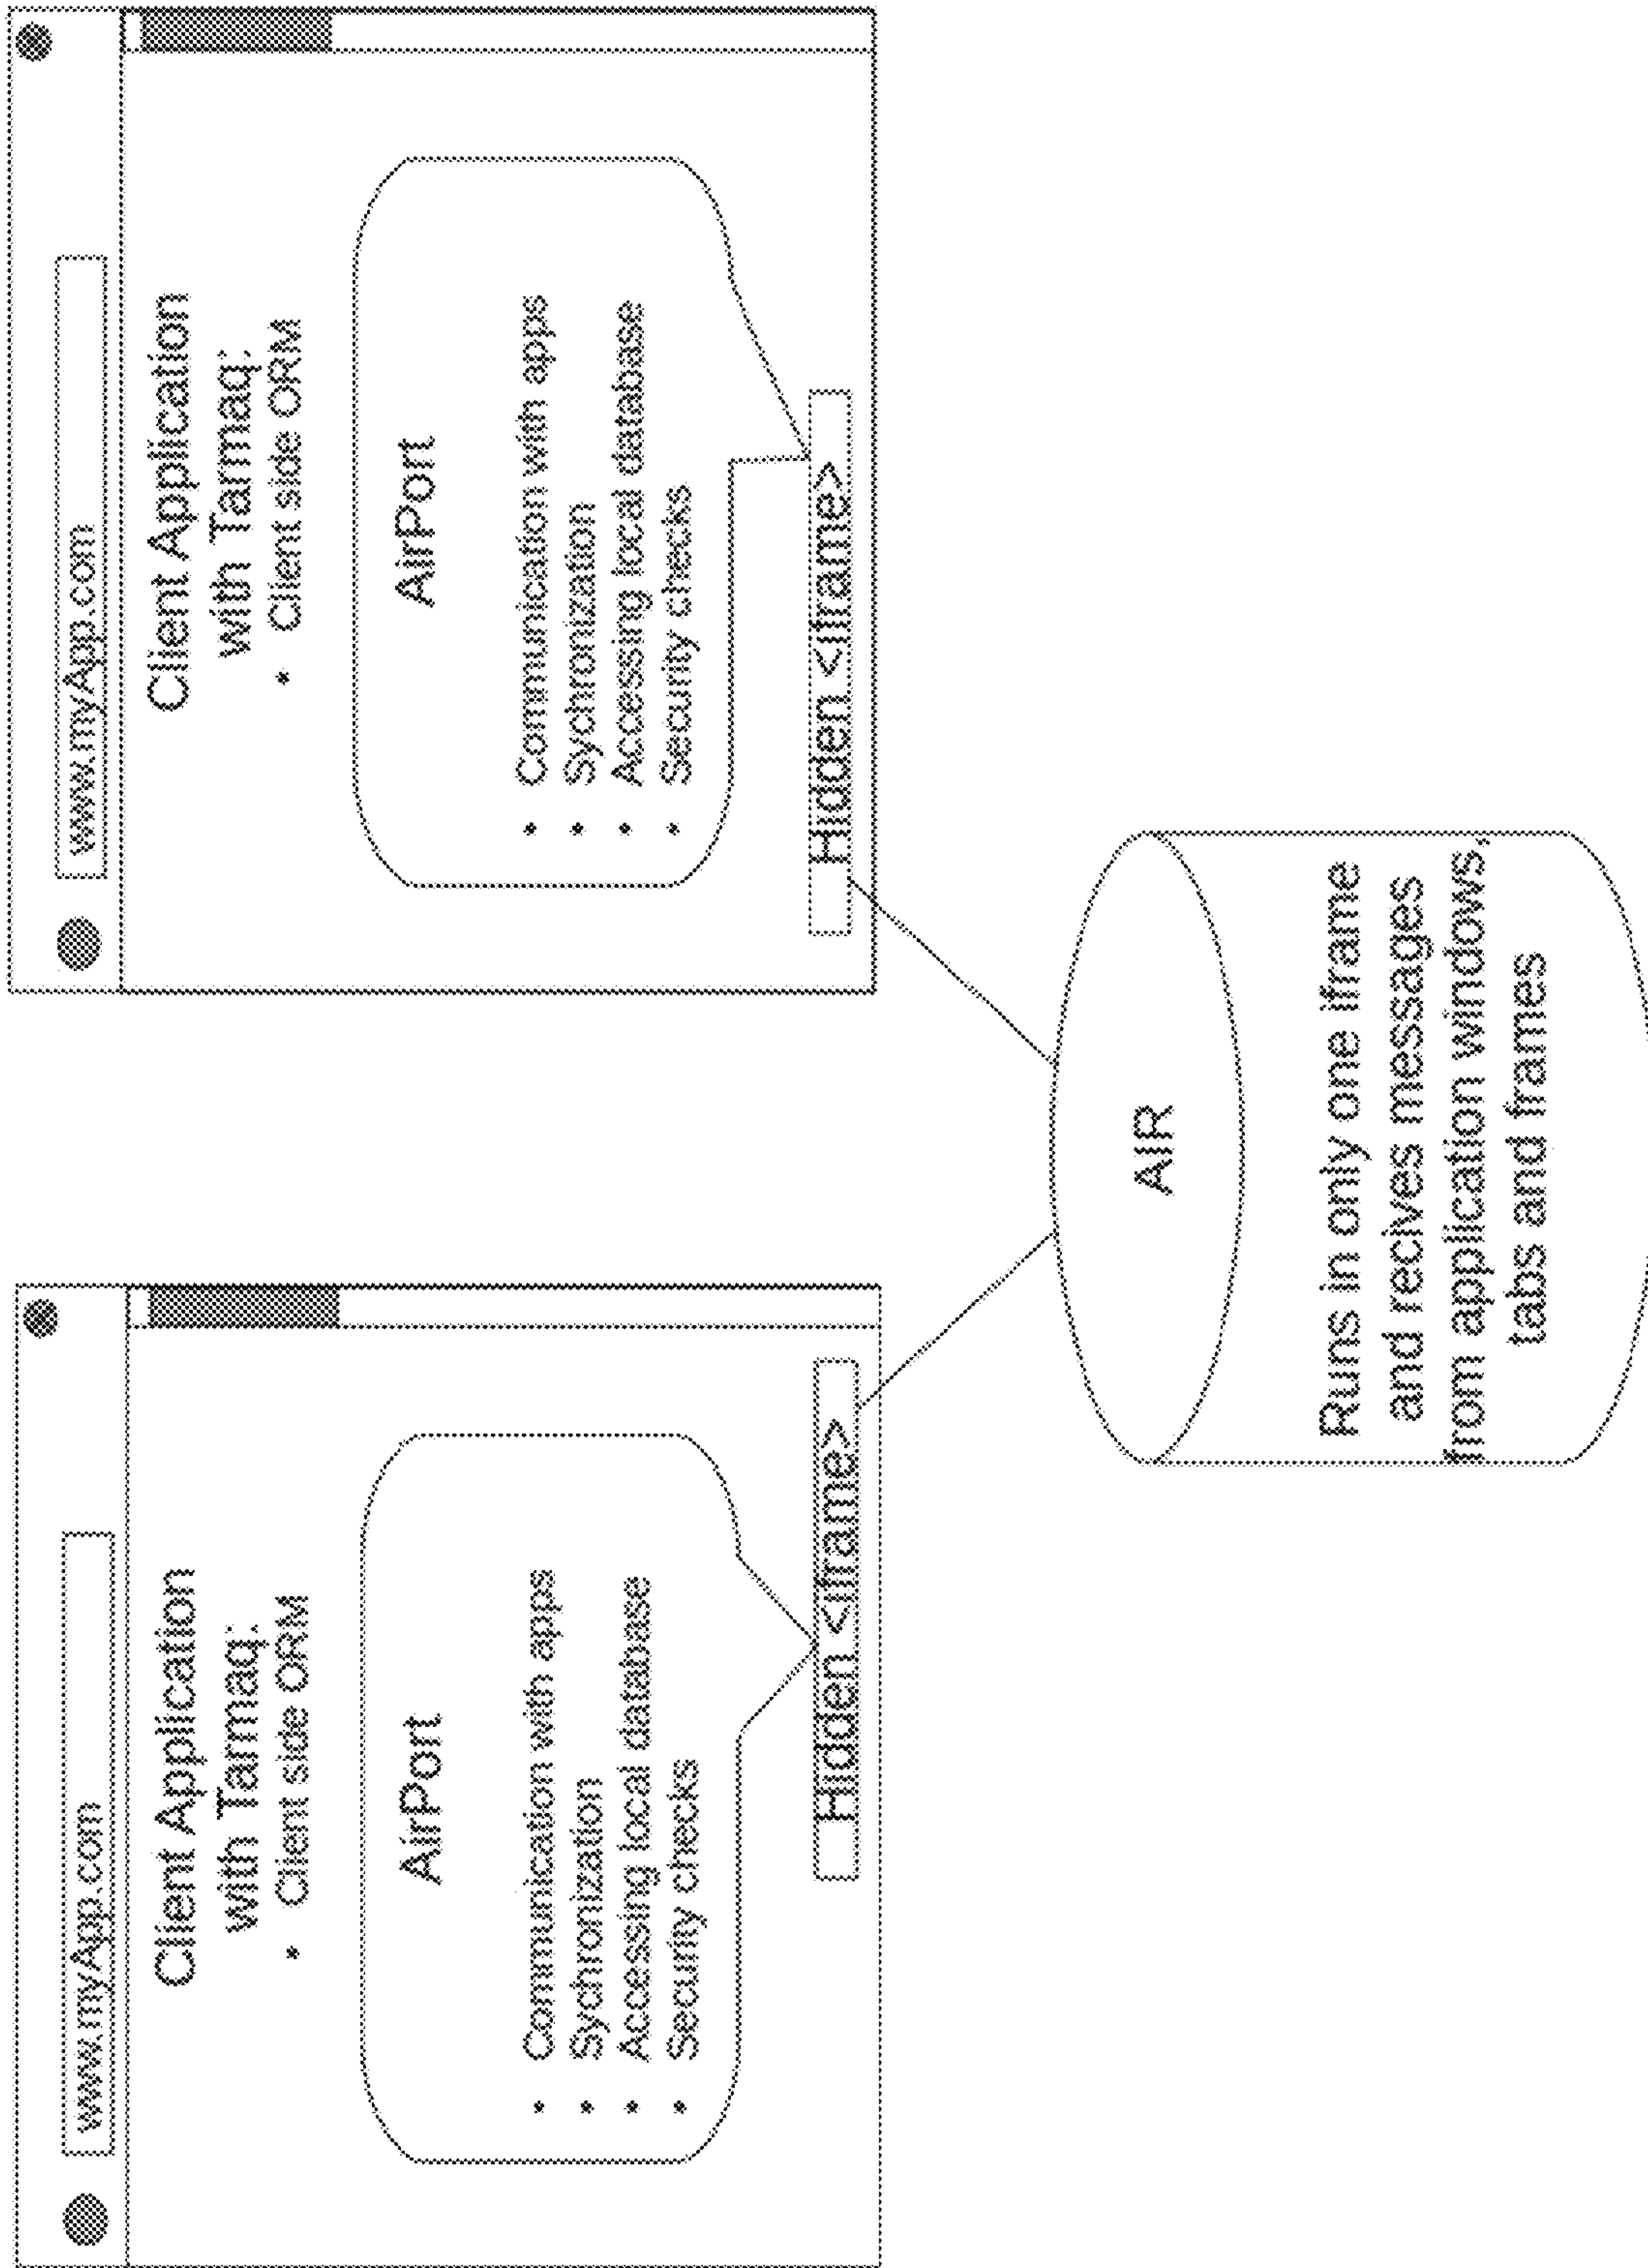 www.myApp.com
Client Application
with Tarmaq:
• Client side ORM
AirPort
• Communication with apps
• Sychronization
• Accessing local database
• Security checks
Hidden <iframe>
www.myApp.com
Client Application
with Tarmaq:
• Client side ORM
AirPort
• Communication with apps
• Sychronization
• Accessing local database
• Security checks
Hidden <iframe>
AIR
Runs in only one iframe
and recives messages
from application windows,
tabs and frames